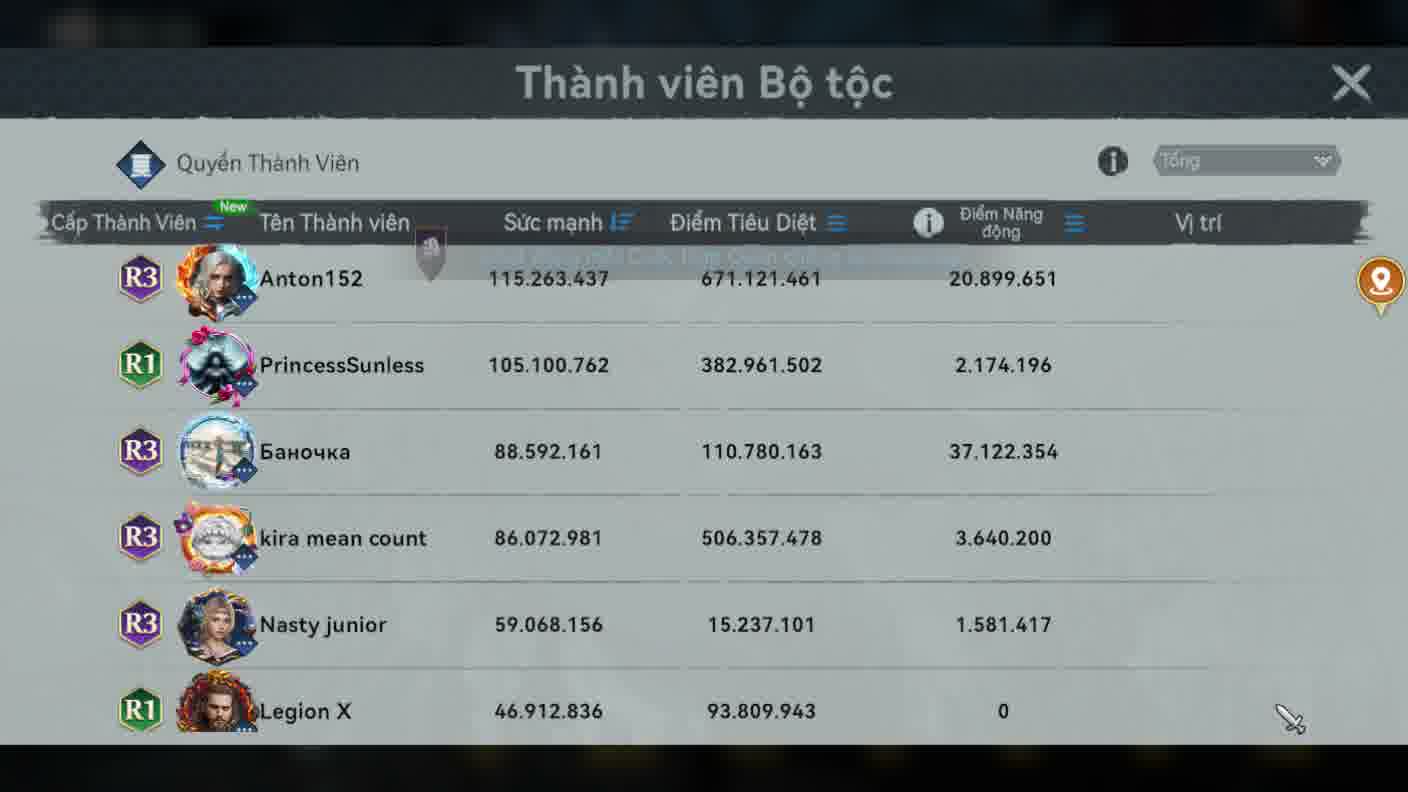 Thành viên Bộ tộc
Quyền Thành Viên
Tổng
Cấp Thành Viên New Tên Thành viên Sức mạnh Điểm Tiêu Diệt Điểm Năng động Vị trí
R3 Anton152 115.263.437 671.121.461 20.899.651
R1 PrincessSunless 105.100.762 382.961.502 2.174.196
R3 Баночка 88.592.161 110.780.163 37.122.354
R3 kira mean count 86.072.981 506.357.478 3.640.200
R3 Nasty junior 59.068.156 15.237.101 1.581.417
R1 Legion X 46.912.836 93.809.943 0